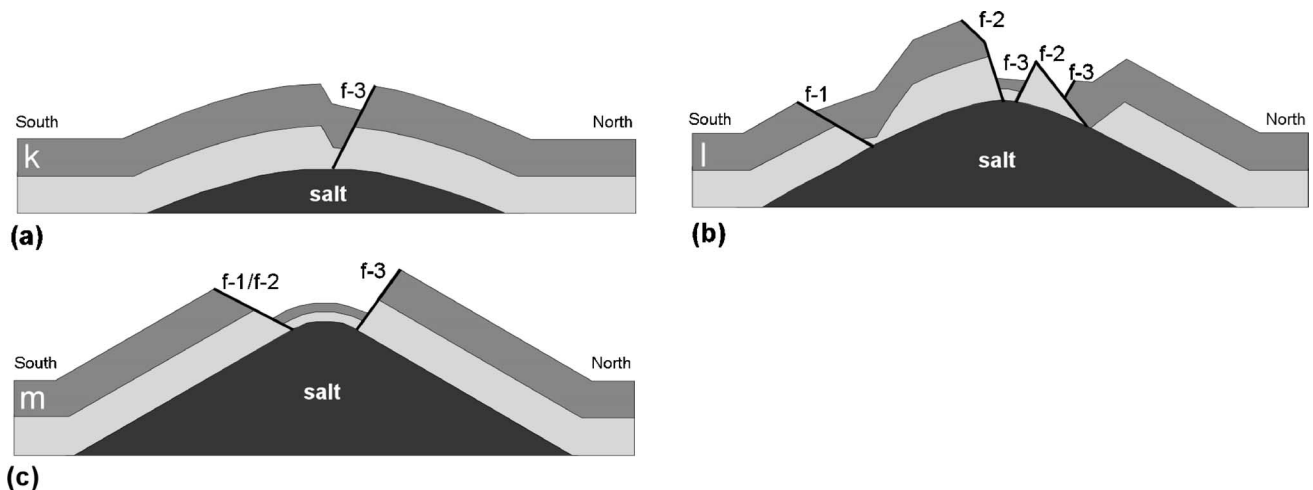 f-3
South
North
k
salt
(a)
f-2
f-3 f-2
f-3
f-1
South
North
l
salt
(b)
f-1/f-2
f-3
South
North
m
salt
(c)